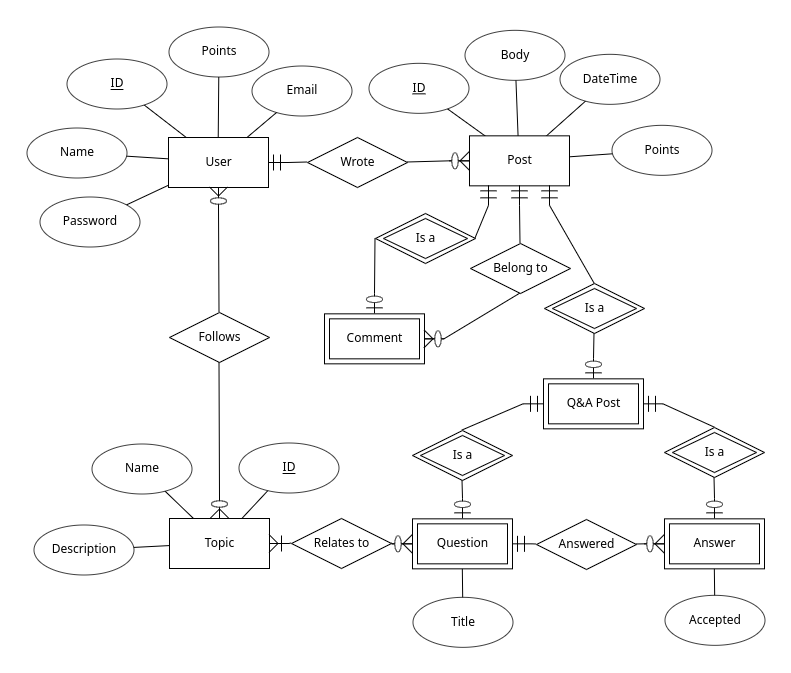 Points
Body
ID
Email
ID
DateTime
Name
User
Wrote
Post
Points
Password
Is a
Belong to
Is a
Follows
Comment
Q&A Post
Name
ID
Is a
Is a
Description
Topic
Relates to
Question
Answered
Answer
Title
Accepted